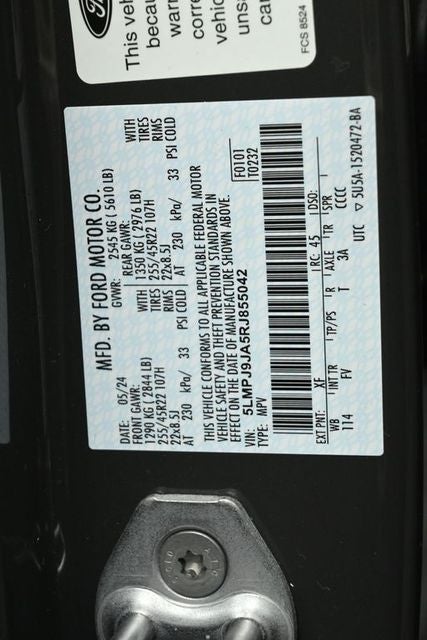 Ford
This veh
becau
warn
corre
vehic
unsa
can
FCS 8524
MFD. BY FORD MOTOR CO.
DATE: 05/24 GVWR: 2545 KG ( 5610 LB)
FRONT GAWR: REAR GAWR:
1290 KG ( 2844 LB) WITH 1350 KG ( 2976 LB) WITH
255/45R22 107H TIRES 255/45R22 107H TIRES
22x8.5J RIMS 22x8.5J RIMS
AT 230 kPa/ 33 PSI COLD AT 230 kPa/ 33 PSI COLD
THIS VEHICLE CONFORMS TO ALL APPLICABLE FEDERAL MOTOR
VEHICLE SAFETY AND THEFT PREVENTION STANDARDS IN
EFFECT ON THE DATE OF MANUFACTURE SHOWN ABOVE.
VIN: 5LMPJ9JA5RJ855042 F0101
TYPE: MPV T0232
EXT PNT: XF RC: 45 DSO:
WB INT TR TP/PS R AXLE TR SPR
114 FV T 3A CCCC
UTC ▽ 5U5A-1520472-BA